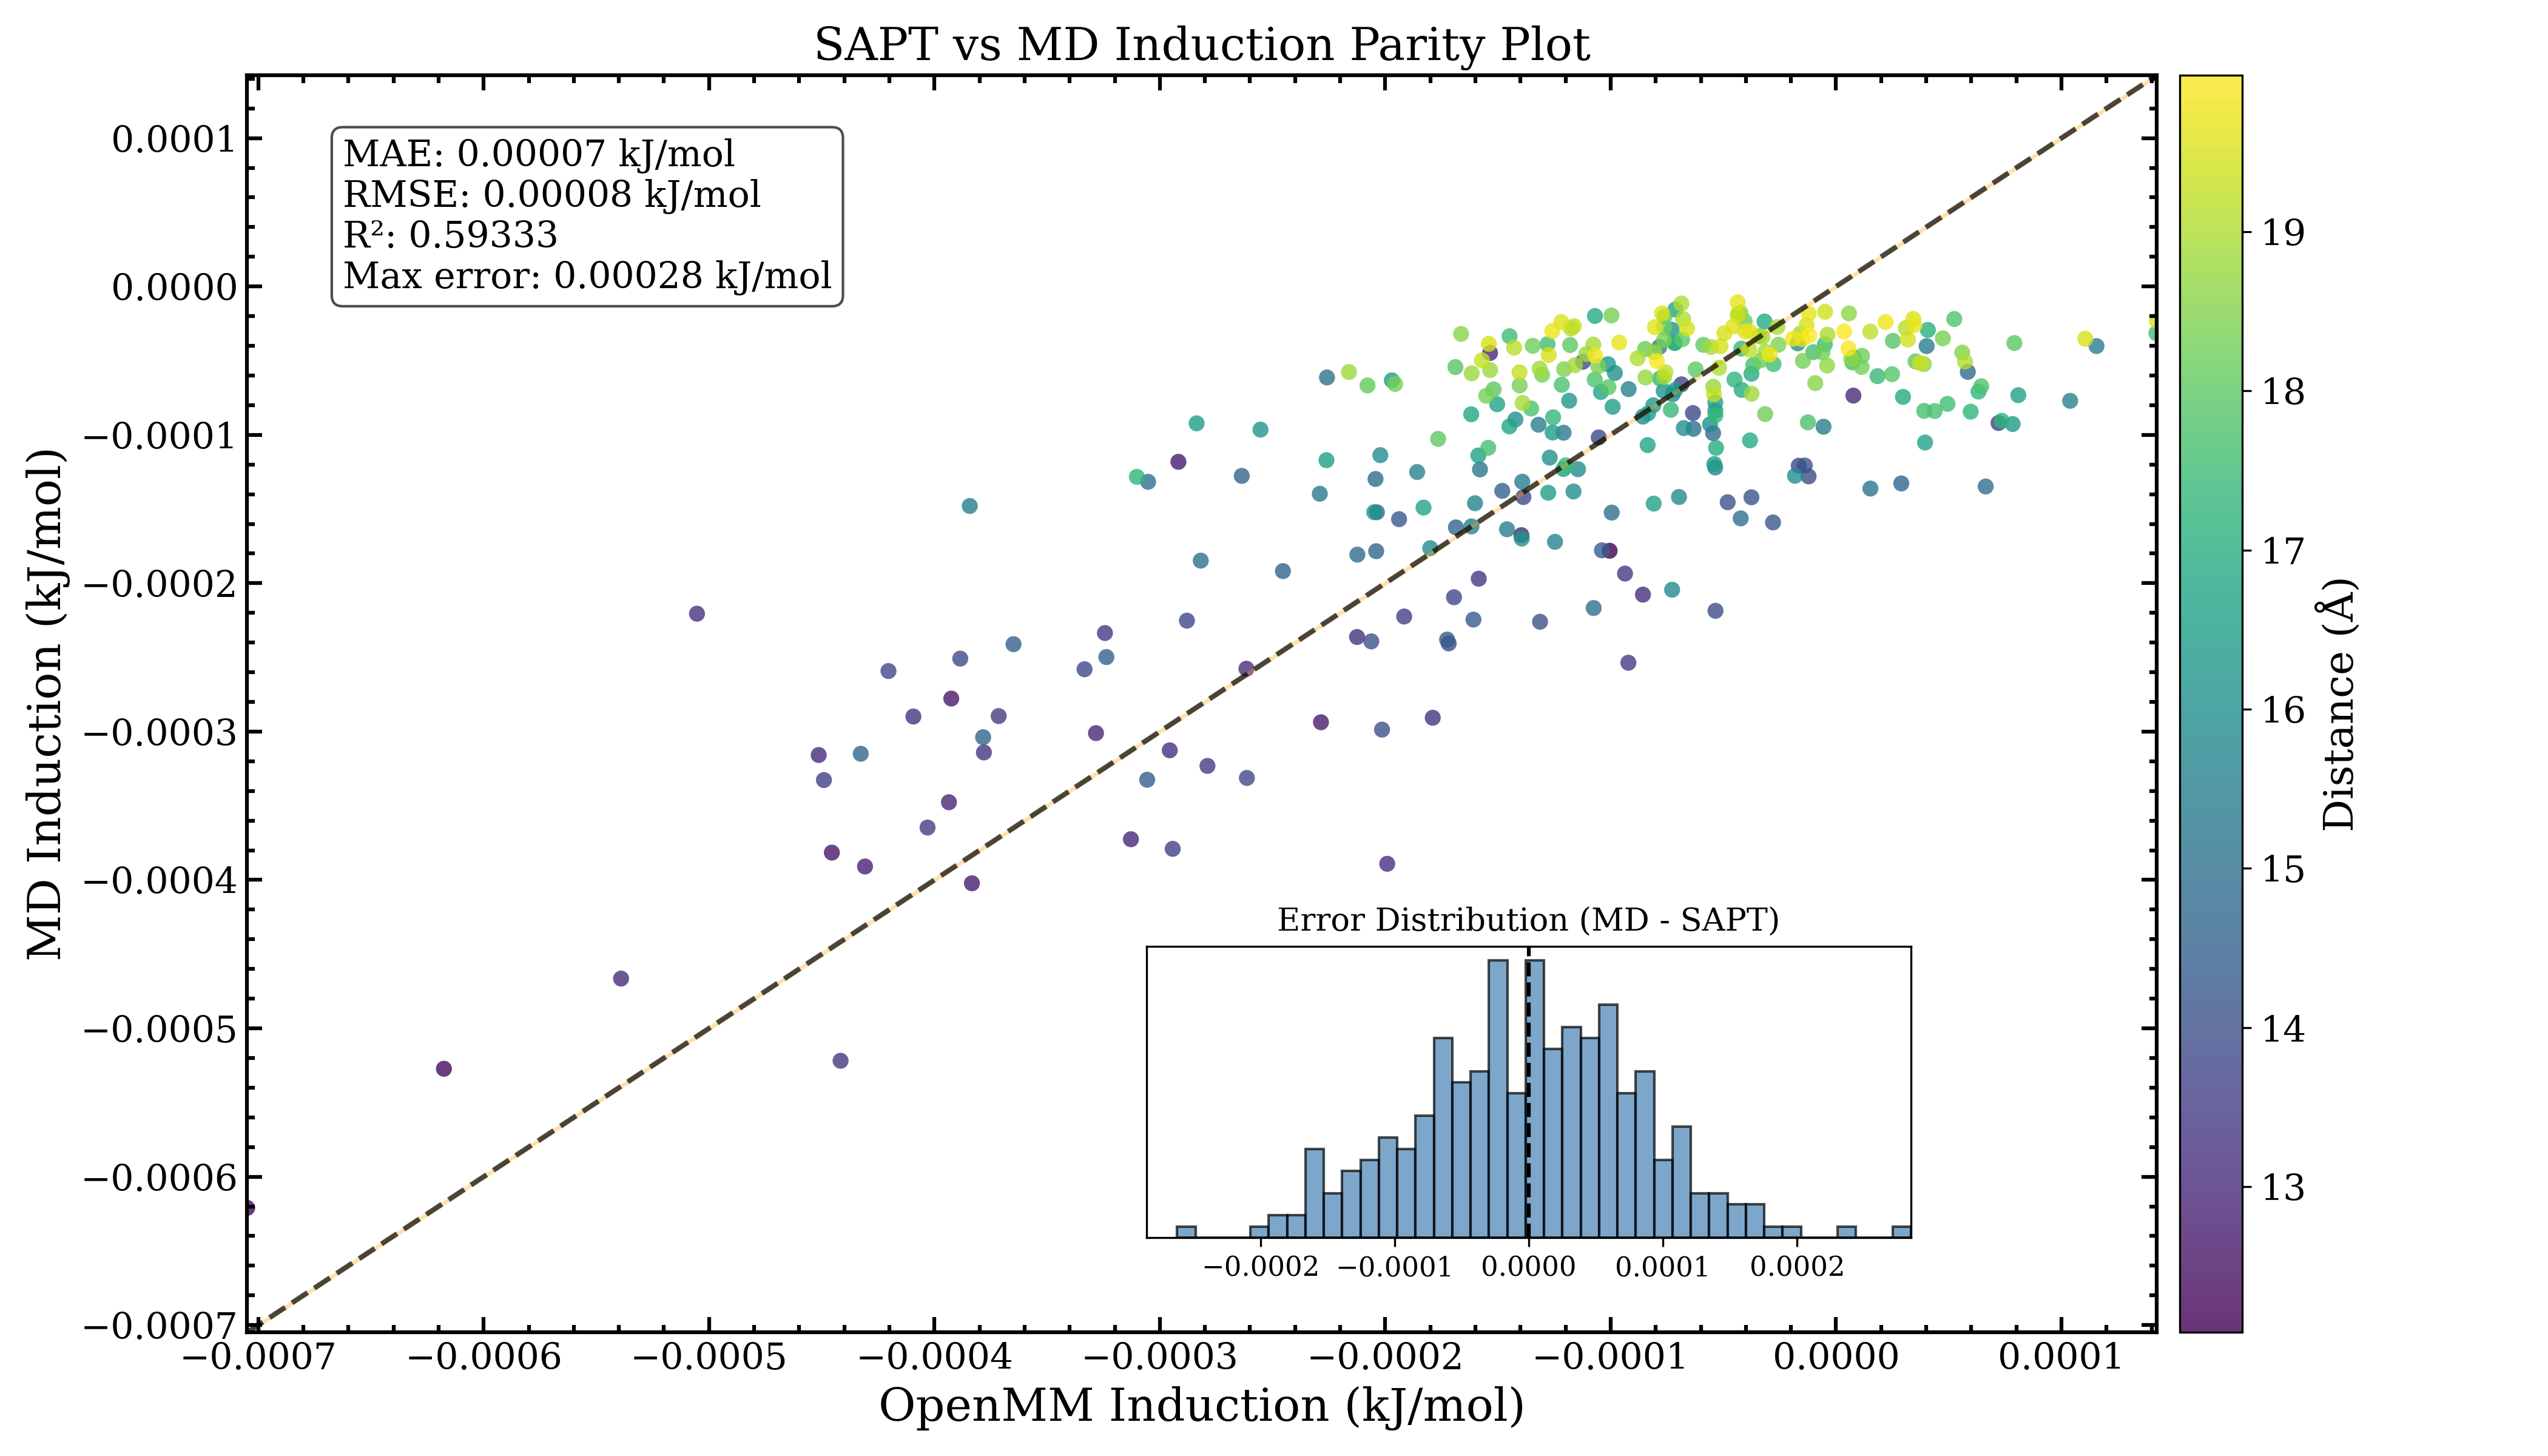 SAPT vs MD Induction Parity Plot
MAE: 0.00007 kJ/mol
RMSE: 0.00008 kJ/mol
R²: 0.59333
Max error: 0.00028 kJ/mol
MD Induction (kJ/mol)
0.0001
0.0000
−0.0001
−0.0002
−0.0003
−0.0004
−0.0005
−0.0006
−0.0007
−0.0007 −0.0006 −0.0005 −0.0004 −0.0003 −0.0002 −0.0001 0.0000 0.0001
OpenMM Induction (kJ/mol)
Error Distribution (MD - SAPT)
−0.0002 −0.0001 0.0000 0.0001 0.0002
19
18
17
16
15
14
13
Distance (Å)